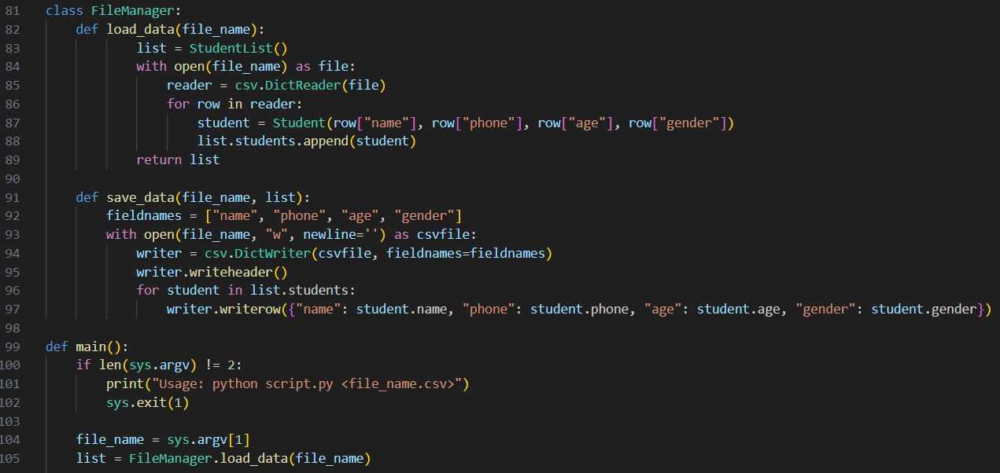 81 class FileManager:
82     def load_data(file_name):
83             list = StudentList()
84             with open(file_name) as file:
85                 reader = csv.DictReader(file)
86                 for row in reader:
87                     student = Student(row["name"], row["phone"], row["age"], row["gender"])
88                     list.students.append(student)
89             return list
90
91     def save_data(file_name, list):
92         fieldnames = ["name", "phone", "age", "gender"]
93         with open(file_name, "w", newline='') as csvfile:
94             writer = csv.DictWriter(csvfile, fieldnames=fieldnames)
95             writer.writeheader()
96             for student in list.students:
97                 writer.writerow({"name": student.name, "phone": student.phone, "age": student.age, "gender": student.gender})
98
99 def main():
100     if len(sys.argv) != 2:
101         print("Usage: python script.py <file_name.csv>")
102         sys.exit(1)
103
104     file_name = sys.argv[1]
105     list = FileManager.load_data(file_name)